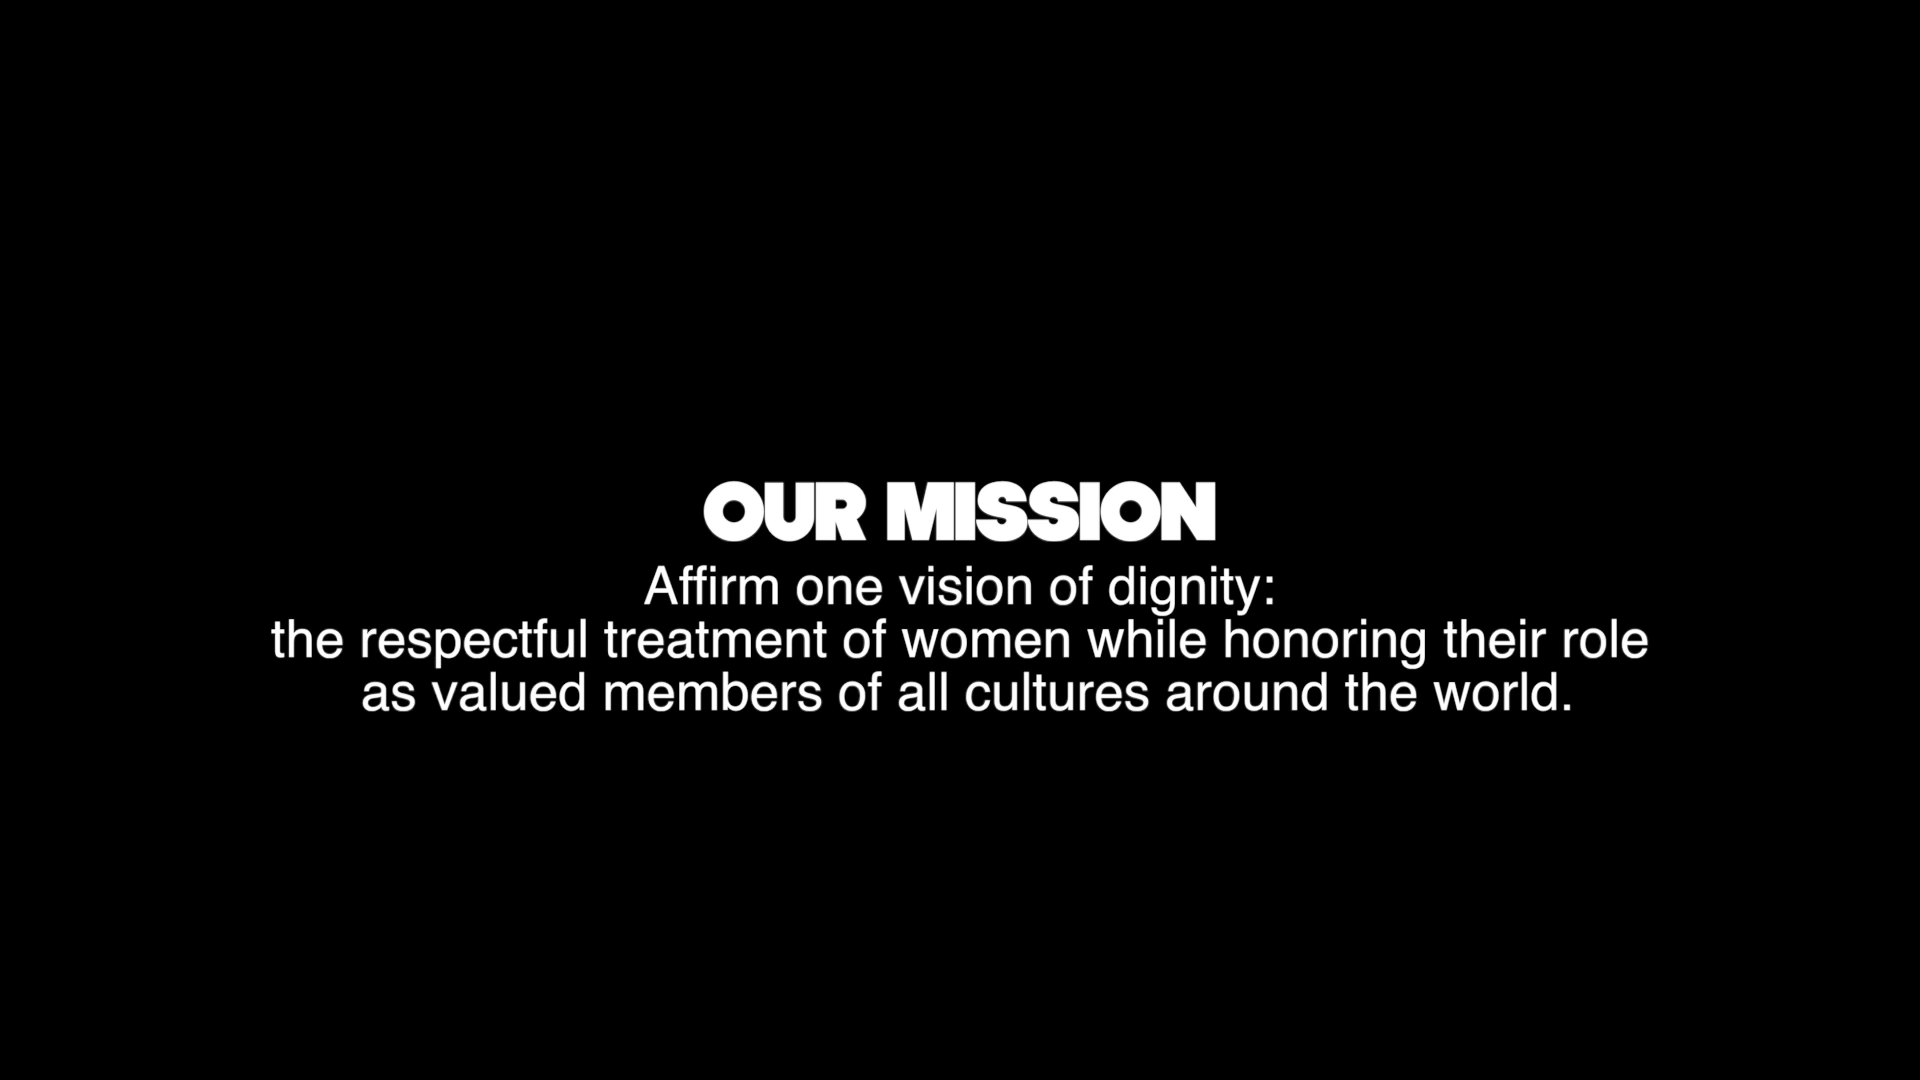 OUR MISSION
Affirm one vision of dignity:
the respectful treatment of women while honoring their role
as valued members of all cultures around the world.